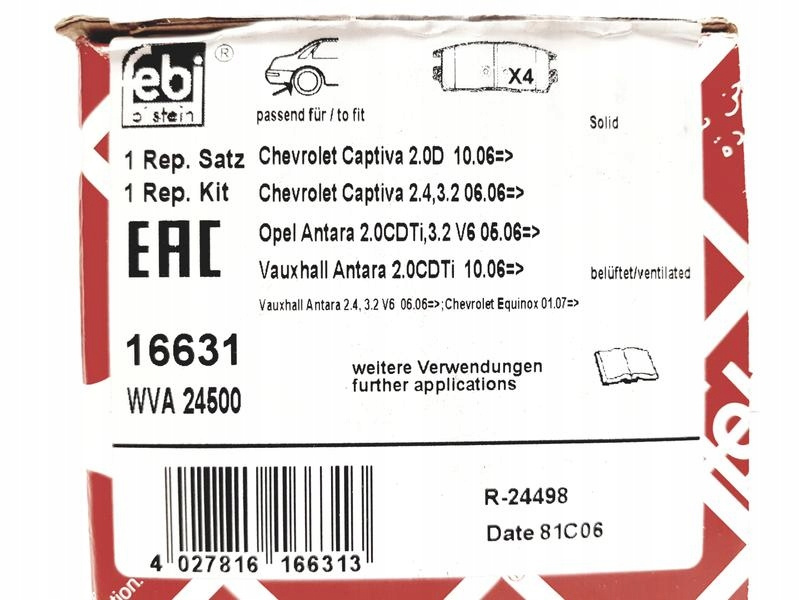 febi ®
bilstein
X4
passend für / to fit
Solid
1 Rep. Satz Chevrolet Captiva 2.0D 10.06=>
1 Rep. Kit Chevrolet Captiva 2.4,3.2 06.06=>
EAC
Opel Antara 2.0CDTi,3.2 V6 05.06=>
Vauxhall Antara 2.0CDTi 10.06=>
belüftet/ventilated
Vauxhall Antara 2.4, 3.2 V6 06.06=>;Chevrolet Equinox 01.07=>
16631
weitere Verwendungen
further applications
WVA 24500
R-24498
Date 81C06
4 027816 166313